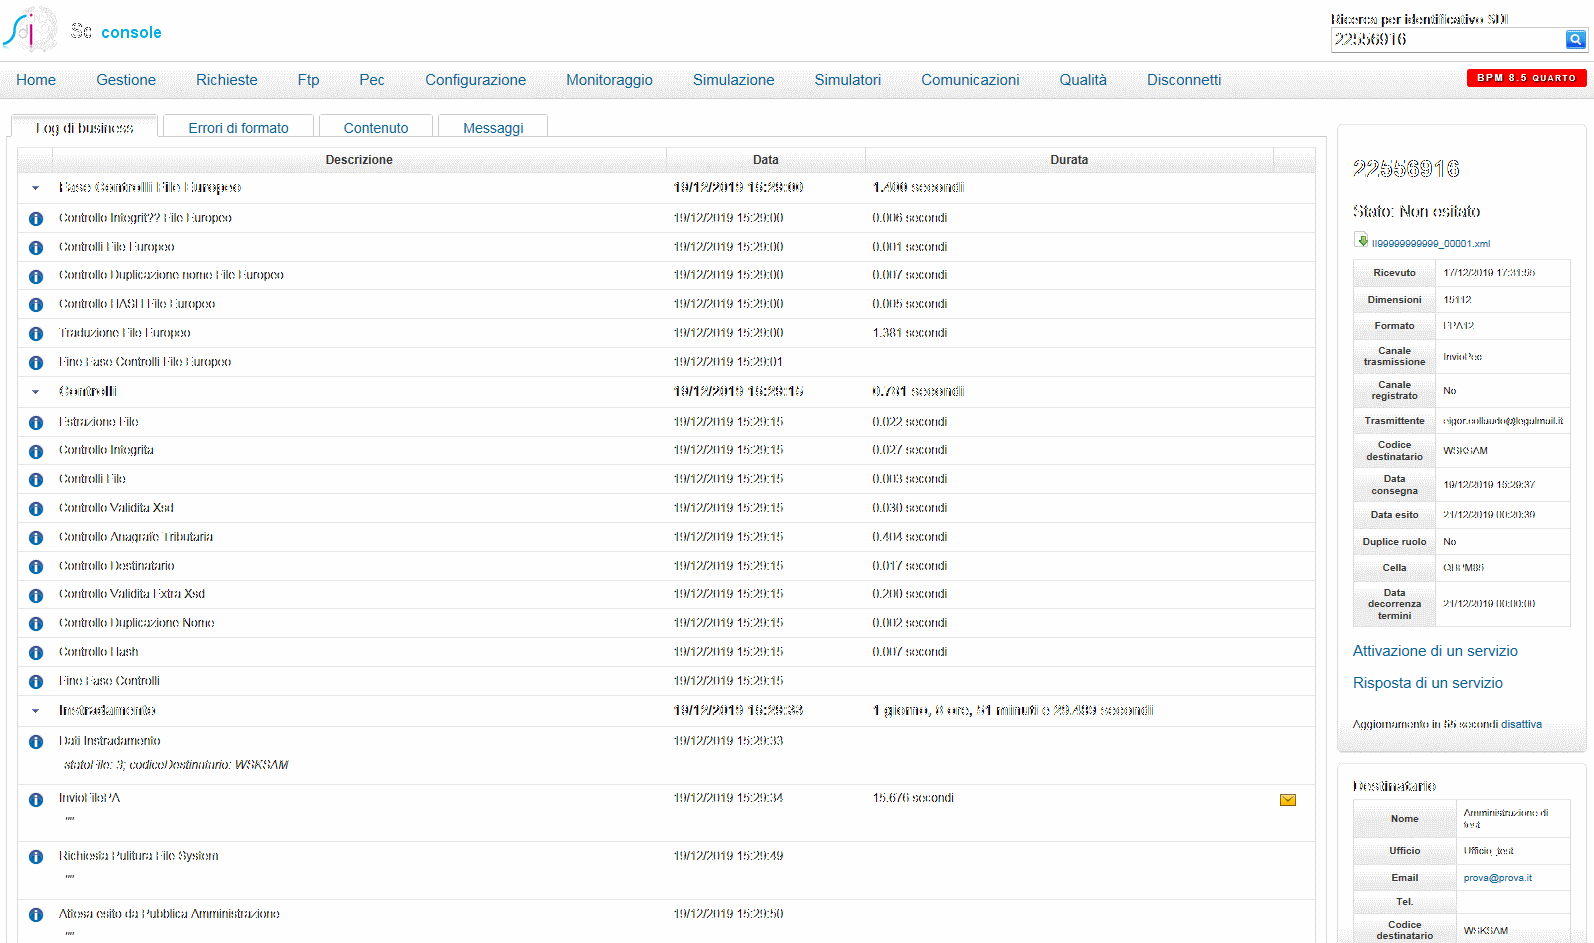 Sc console
Ricerca per identificativo SDI
22556916
Home Gestione Richieste Ftp Pec Configurazione Monitoraggio Simulazione Simulatori Comunicazioni Qualità Disconnetti
BPM 8.5 QUARTO
Log di business Errori di formato Contenuto Messaggi
Descrizione Data Durata
Fase Controlli File Europeo 19/12/2019 15:29:00 1.400 secondi
Controllo Integrit?? File Europeo 19/12/2019 15:29:00 0.006 secondi
Controlli File Europeo 19/12/2019 15:29:00 0.001 secondi
Controllo Duplicazione nome File Europeo 19/12/2019 15:29:00 0.007 secondi
Controllo HASH File Europeo 19/12/2019 15:29:00 0.005 secondi
Traduzione File Europeo 19/12/2019 15:29:00 1.381 secondi
Fine Fase Controlli File Europeo 19/12/2019 15:29:01
Controlli 19/12/2019 15:29:15 0.781 secondi
Estrazione File 19/12/2019 15:29:15 0.022 secondi
Controllo Integrita 19/12/2019 15:29:15 0.027 secondi
Controlli File 19/12/2019 15:29:15 0.003 secondi
Controllo Validita Xsd 19/12/2019 15:29:15 0.030 secondi
Controllo Anagrafe Tributaria 19/12/2019 15:29:15 0.404 secondi
Controllo Destinatario 19/12/2019 15:29:15 0.017 secondi
Controllo Validita Extra Xsd 19/12/2019 15:29:15 0.200 secondi
Controllo Duplicazione Nome 19/12/2019 15:29:15 0.002 secondi
Controllo Hash 19/12/2019 15:29:15 0.007 secondi
Fine Fase Controlli 19/12/2019 15:29:15
Instradamento 19/12/2019 15:29:33 1 giorno, 8 ore, 51 minuti e 29.489 secondi
Dati Instradamento 19/12/2019 15:29:33
statoFile: 3; codiceDestinatario: WSKSAM
InvioFilePA 19/12/2019 15:29:34 15.676 secondi
""
Richiesta Pulitura File System 19/12/2019 15:29:49
""
Attesa esito da Pubblica Amministrazione 19/12/2019 15:29:50
""
22556916
Stato: Non esitato
II99999999999_00001.xml
Ricevuto 17/12/2019 17:31:55
Dimensioni 15112
Formato FPA12
Canale
trasmissione InvioPec
Canale
registrato No
Trasmittente eigor.collaudo@legalmail.it
Codice
destinatario WSKSAM
Data
consegna 19/12/2019 15:29:37
Data esito 21/12/2019 00:20:39
Duplice ruolo No
Cella
Data
decorrenza
termini 21/12/2019 00:00:00
Attivazione di un servizio
Risposta di un servizio
Aggiornamento in 55 secondi disattiva
Destinatario
Nome Amministrazione di
test
Ufficio Ufficio_test
Email prova@prova.it
Tel.
Codice
destinatario WSKSAM